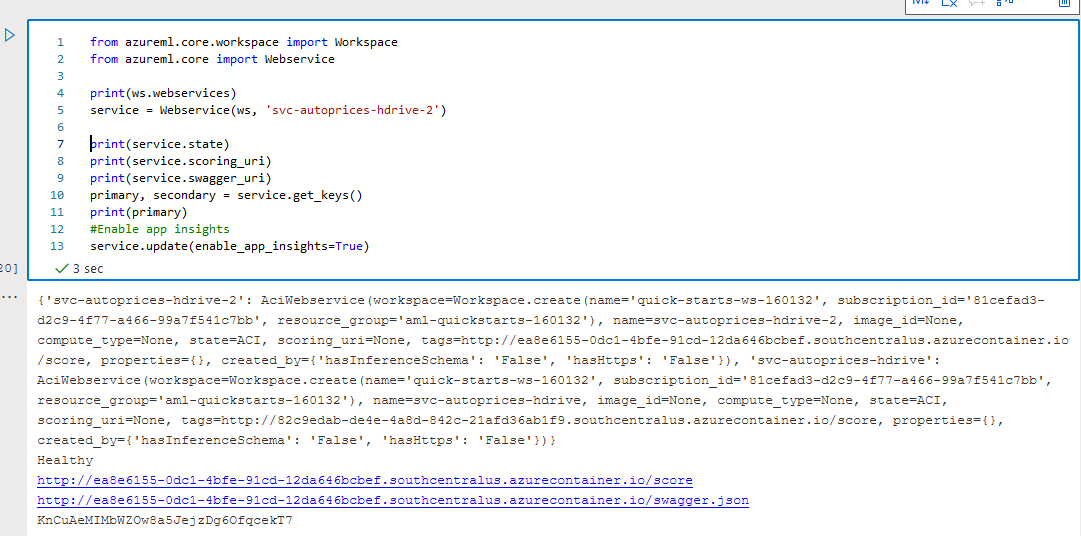 1 from azureml.core.workspace import Workspace
2 from azureml.core import Webservice
3
4 print(ws.webservices)
5 service = Webservice(ws, 'svc-autoprices-hdrive-2')
6
7 print(service.state)
8 print(service.scoring_uri)
9 print(service.swagger_uri)
10 primary, secondary = service.get_keys()
11 print(primary)
12 #Enable app insights
13 service.update(enable_app_insights=True)
20] 3 sec
{'svc-autoprices-hdrive-2': AciWebservice(workspace=Workspace.create(name='quick-starts-ws-160132', subscription_id='81cefad3-
d2c9-4f77-a466-99a7f541c7bb', resource_group='aml-quickstarts-160132'), name=svc-autoprices-hdrive-2, image_id=None,
compute_type=None, state=ACI, scoring_uri=None, tags=http://ea8e6155-0dc1-4bfe-91cd-12da646bcbef.southcentralus.azurecontainer.io
/score, properties={}, created_by={'hasInferenceSchema': 'False', 'hasHttps': 'False'}), 'svc-autoprices-hdrive':
AciWebservice(workspace=Workspace.create(name='quick-starts-ws-160132', subscription_id='81cefad3-d2c9-4f77-a466-99a7f541c7bb',
resource_group='aml-quickstarts-160132'), name=svc-autoprices-hdrive, image_id=None, compute_type=None, state=ACI,
scoring_uri=None, tags=http://82c9edab-de4e-4a8d-842c-21afd36ab1f9.southcentralus.azurecontainer.io/score, properties={},
created_by={'hasInferenceSchema': 'False', 'hasHttps': 'False'})}
Healthy
http://ea8e6155-0dc1-4bfe-91cd-12da646bcbef.southcentralus.azurecontainer.io/score
http://ea8e6155-0dc1-4bfe-91cd-12da646bcbef.southcentralus.azurecontainer.io/swagger.json
KnCuAeMIMbWZOw8a5JejzDg6OfqcekT7